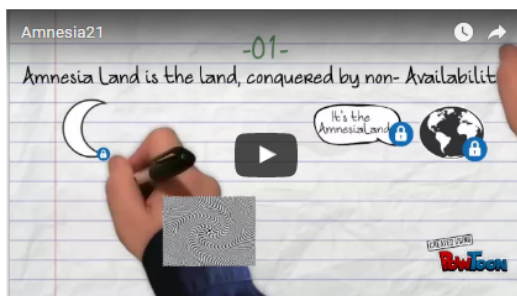 Amnesia21
-01-
Amnesia Land is the land, conquered by non- Availabilit
It's the
AmnesiaLand
CREATED USING
POWTOON